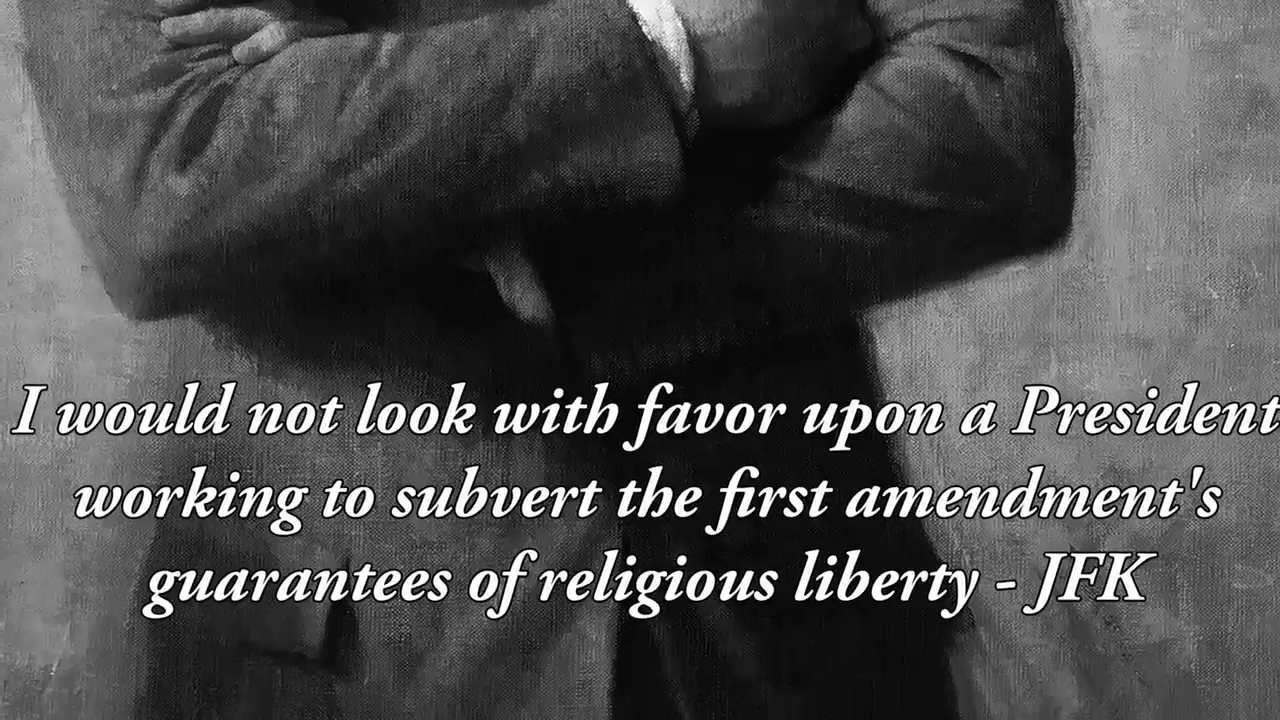 I would not look with favor upon a President
working to subvert the first amendment's
guarantees of religious liberty - JFK